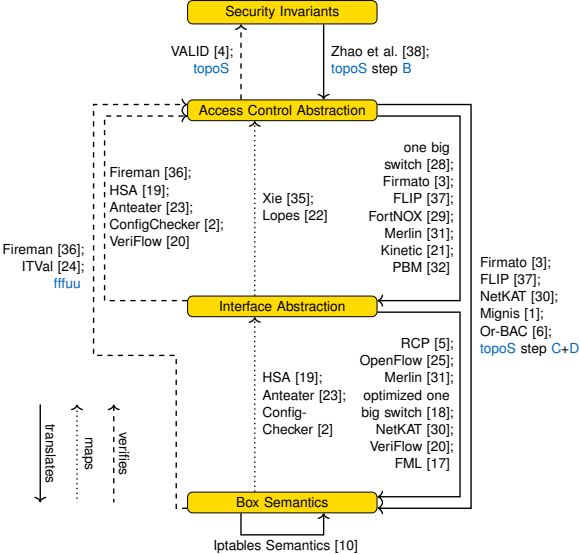 Security Invariants
VALID [4];
topoS
Zhao et al. [38];
topoS step B
Access Control Abstraction
Fireman [36];
HSA [19];
Anteater [23];
ConfigChecker [2];
VeriFlow [20]
Xie [35];
Lopes [22]
one big
switch [28];
Firmato [3];
FLIP [37];
FortNOX [29];
Merlin [31];
Kinetic [21];
PBM [32]
Fireman [36];
ITVal [24];
fffuu
Firmato [3];
FLIP [37];
NetKAT [30];
Mignis [1];
Or-BAC [6];
topoS step C+D
Interface Abstraction
HSA [19];
Anteater [23];
Config-
Checker [2]
RCP [5];
OpenFlow [25];
Merlin [31];
optimized one
big switch [18];
NetKAT [30];
VeriFlow [20];
FML [17]
translates
maps
verifies
Box Semantics
Iptables Semantics [10]